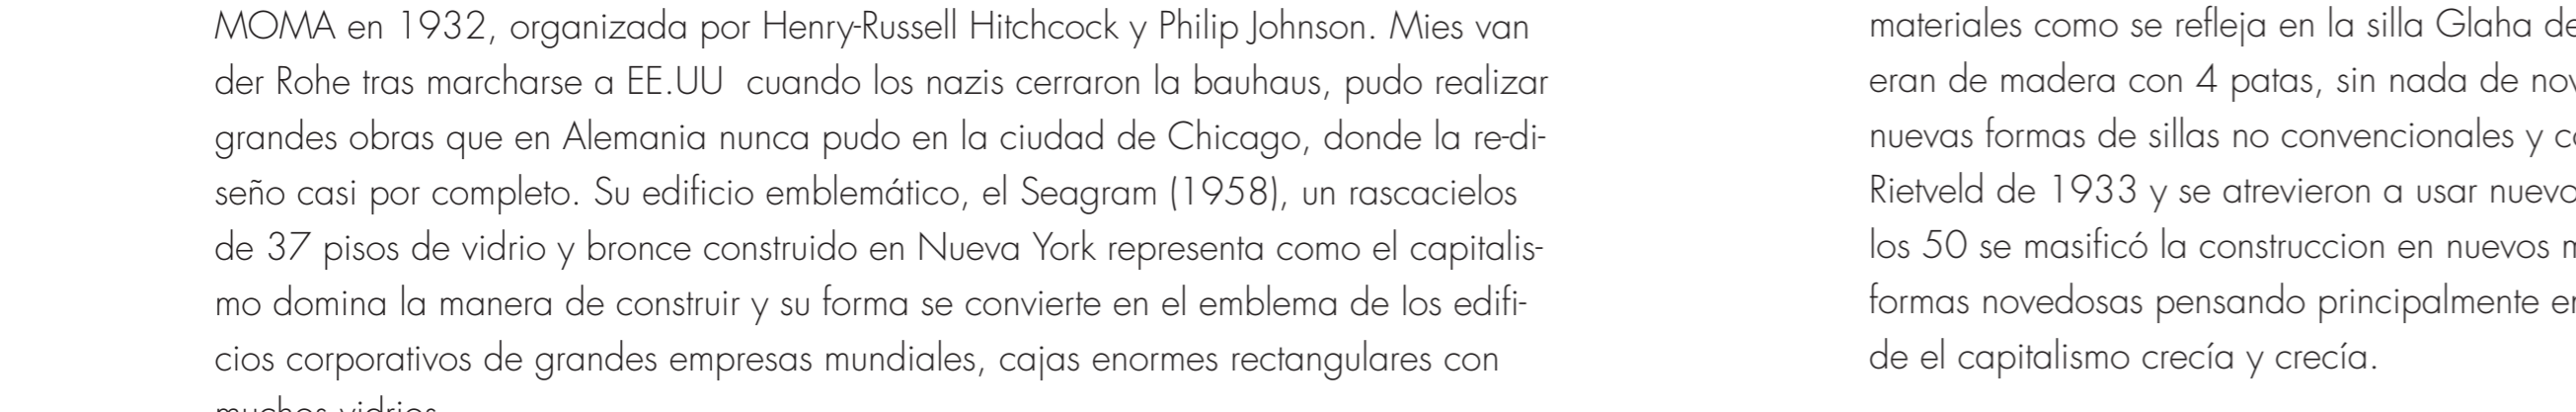 MOMA en 1932, organizada por Henry-Russell Hitchcock y Philip Johnson. Mies van
der Rohe tras marcharse a EE.UU  cuando los nazis cerraron la bauhaus, pudo realizar
grandes obras que en Alemania nunca pudo en la ciudad de Chicago, donde la re-di-
seño casi por completo. Su edificio emblemático, el Seagram (1958), un rascacielos
de 37 pisos de vidrio y bronce construido en Nueva York representa como el capitalis-
mo domina la manera de construir y su forma se convierte en el emblema de los edifi-
cios corporativos de grandes empresas mundiales, cajas enormes rectangulares con
muchos vidrios
materiales como se refleja en la silla Glaha
eran de madera con 4 patas, sin nada de
nuevas formas de sillas no convencionales y
Rietveld de 1933 y se atrevieron a usar
los 50 se masificó la construccion en nuevos
formas novedosas pensando principalmente
de el capitalismo crecía y crecía.